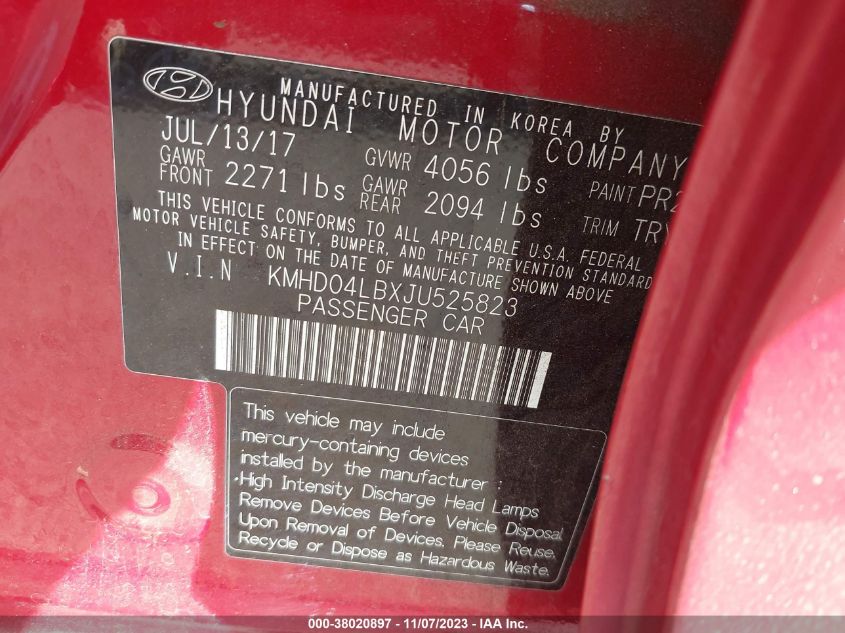 MANUFACTURED IN KOREA BY
HYUNDAI MOTOR COMPANY
JUL/13/17
GAWR FRONT 2271 lbs
GVWR 4056 lbs
GAWR REAR 2094 lbs
PAINT PR2
TRIM TRY
THIS VEHICLE CONFORMS TO ALL APPLICABLE U.S.A. FEDERAL
MOTOR VEHICLE SAFETY, BUMPER, AND THEFT PREVENTION STANDARD
IN EFFECT ON THE DATE OF MANUFACTURE SHOWN ABOVE
V.I.N KMHD04LBXJU525823
PASSENGER CAR
This vehicle may include
mercury-containing devices
installed by the manufacturer :
·High Intensity Discharge Head Lamps
Remove Devices Before Vehicle Disposal.
Upon Removal of Devices. Please Reuse,
Recycle or Dispose as Hazardous Waste.
000-38020897 - 11/07/2023 - IAA Inc.